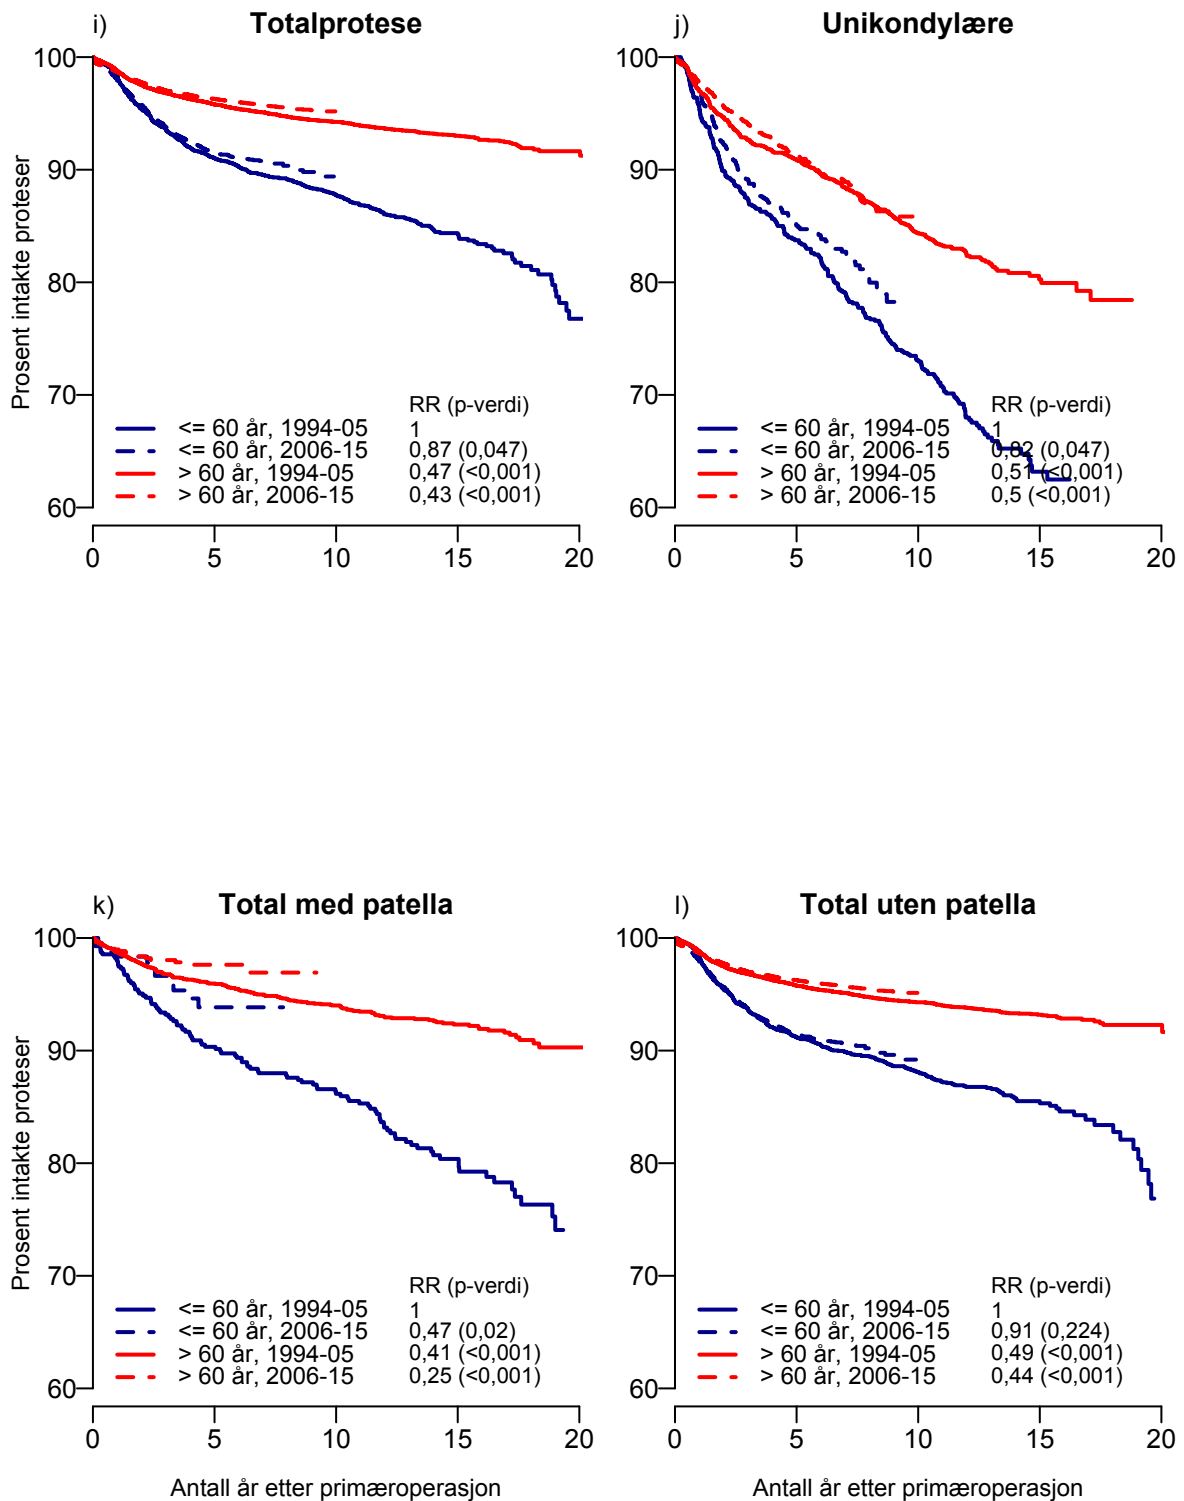 i) Totalprotese
Prosent intakte proteser
100
90
80
70
60
RR (p-verdi)
<= 60 år, 1994-05 1
<= 60 år, 2006-15 0,87 (0,047)
> 60 år, 1994-05 0,47 (<0,001)
> 60 år, 2006-15 0,43 (<0,001)
0 5 10 15 20
j) Unikondylære
100
90
80
70
60
RR (p-verdi)
<= 60 år, 1994-05 1
<= 60 år, 2006-15 0,82 (0,047)
> 60 år, 1994-05 0,51 (<0,001)
> 60 år, 2006-15 0,5 (<0,001)
0 5 10 15 20
k) Total med patella
Prosent intakte proteser
100
90
80
70
60
RR (p-verdi)
<= 60 år, 1994-05 1
<= 60 år, 2006-15 0,47 (0,02)
> 60 år, 1994-05 0,41 (<0,001)
> 60 år, 2006-15 0,25 (<0,001)
0 5 10 15 20
Antall år etter primæroperasjon
l) Total uten patella
100
90
80
70
60
RR (p-verdi)
<= 60 år, 1994-05 1
<= 60 år, 2006-15 0,91 (0,224)
> 60 år, 1994-05 0,49 (<0,001)
> 60 år, 2006-15 0,44 (<0,001)
0 5 10 15 20
Antall år etter primæroperasjon